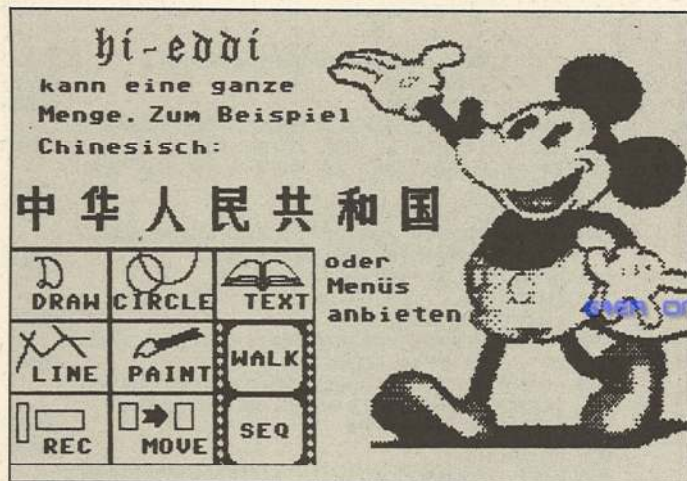 hi-eddi
kann eine ganze
Menge. Zum Beispiel
Chinesisch:
中华人民共和国
oder
Menüs
anbieten
DRAW CIRCLE TEXT
LINE PAINT WALK
REC MOVE SEQ